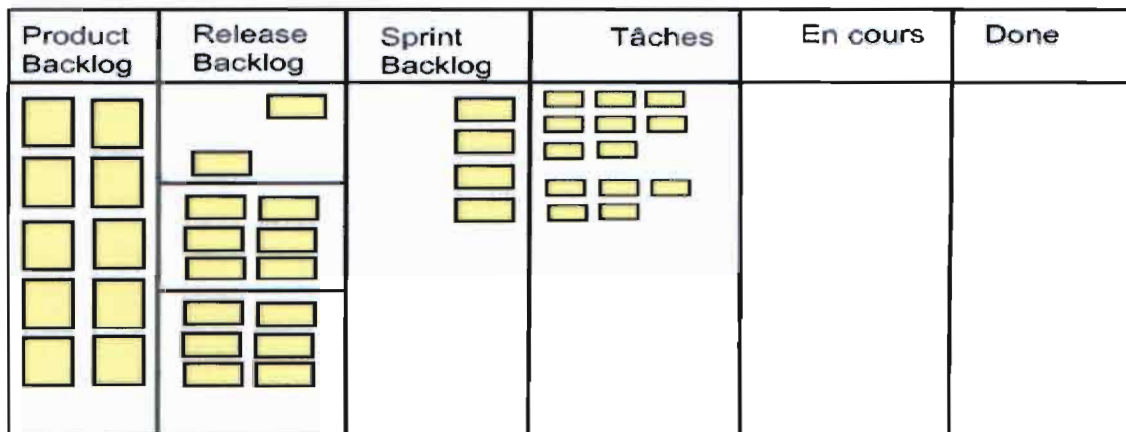 Product
Backlog
Release
Backlog
Sprint
Backlog
Tâches
En cours
Done